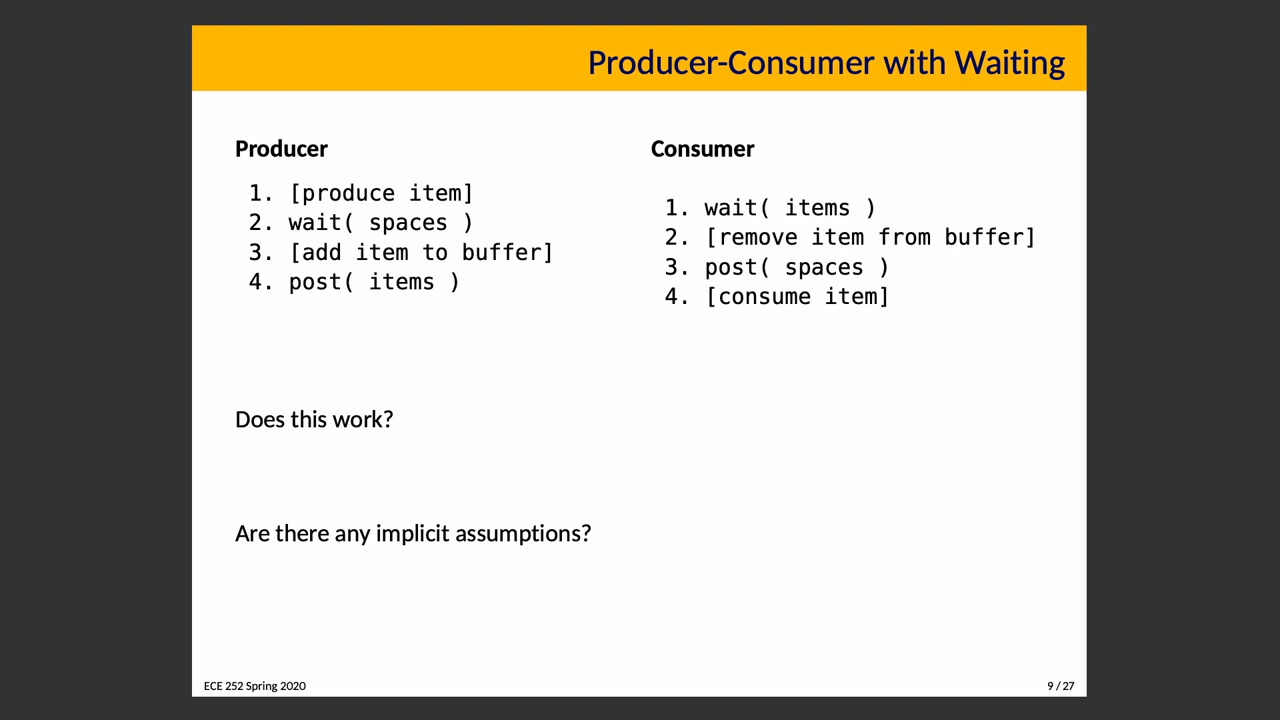 Producer-Consumer with Waiting
Producer
1. [produce item]
2. wait( spaces )
3. [add item to buffer]
4. post( items )
Consumer
1. wait( items )
2. [remove item from buffer]
3. post( spaces )
4. [consume item]
Does this work?
Are there any implicit assumptions?
ECE 252 Spring 2020
9 / 27